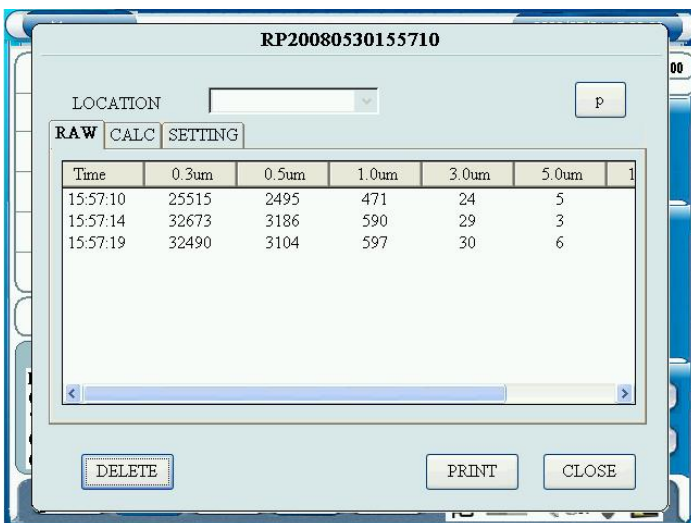 RP20080530155710
00
LOCATION
p
RAW CALC SETTING
Time 0.3um 0.5um 1.0um 3.0um 5.0um 1
15:57:10 25515 2495 471 24 5
15:57:14 32673 3186 590 29 3
15:57:19 32490 3104 597 30 6
DELETE PRINT CLOSE